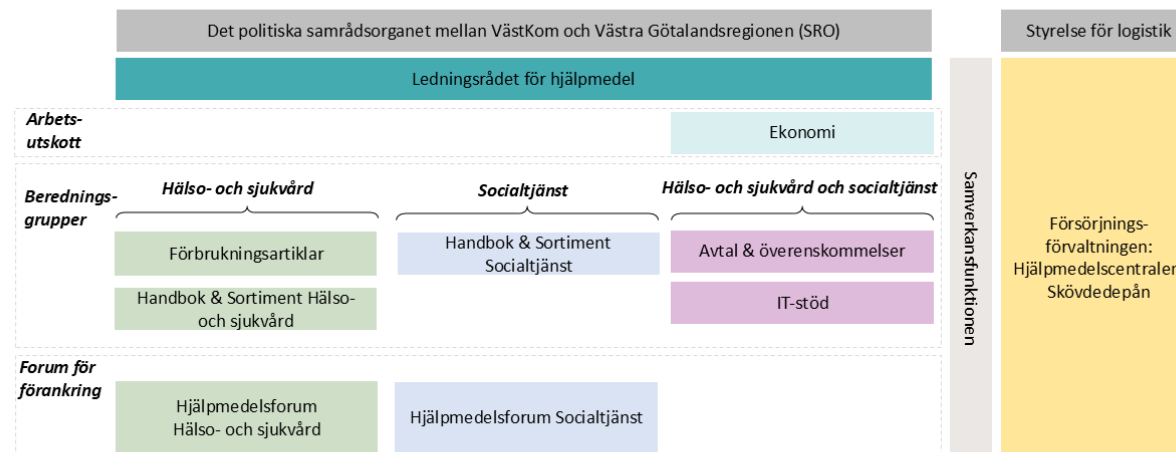 Det politiska samrådsorganet mellan VästKom och Västra Götalandsregionen (SRO)
Styrelse för logistik
Ledningsrådet för hjälpmedel
Arbets-
utskott
Ekonomi
Berednings-
grupper
Hälso- och sjukvård
Socialtjänst
Hälso- och sjukvård och socialtjänst
Förbrukningsartiklar
Handbok & Sortiment
Socialtjänst
Avtal & överenskommelser
Handbok & Sortiment Hälso-
och sjukvård
IT-stöd
Forum för
förankring
Hjälpmedelsforum
Hälso- och sjukvård
Hjälpmedelsforum Socialtjänst
Samverkansfunktionen
Försörjnings-
förvaltningen:
Hjälpmedelscentralen
Skövdedepån